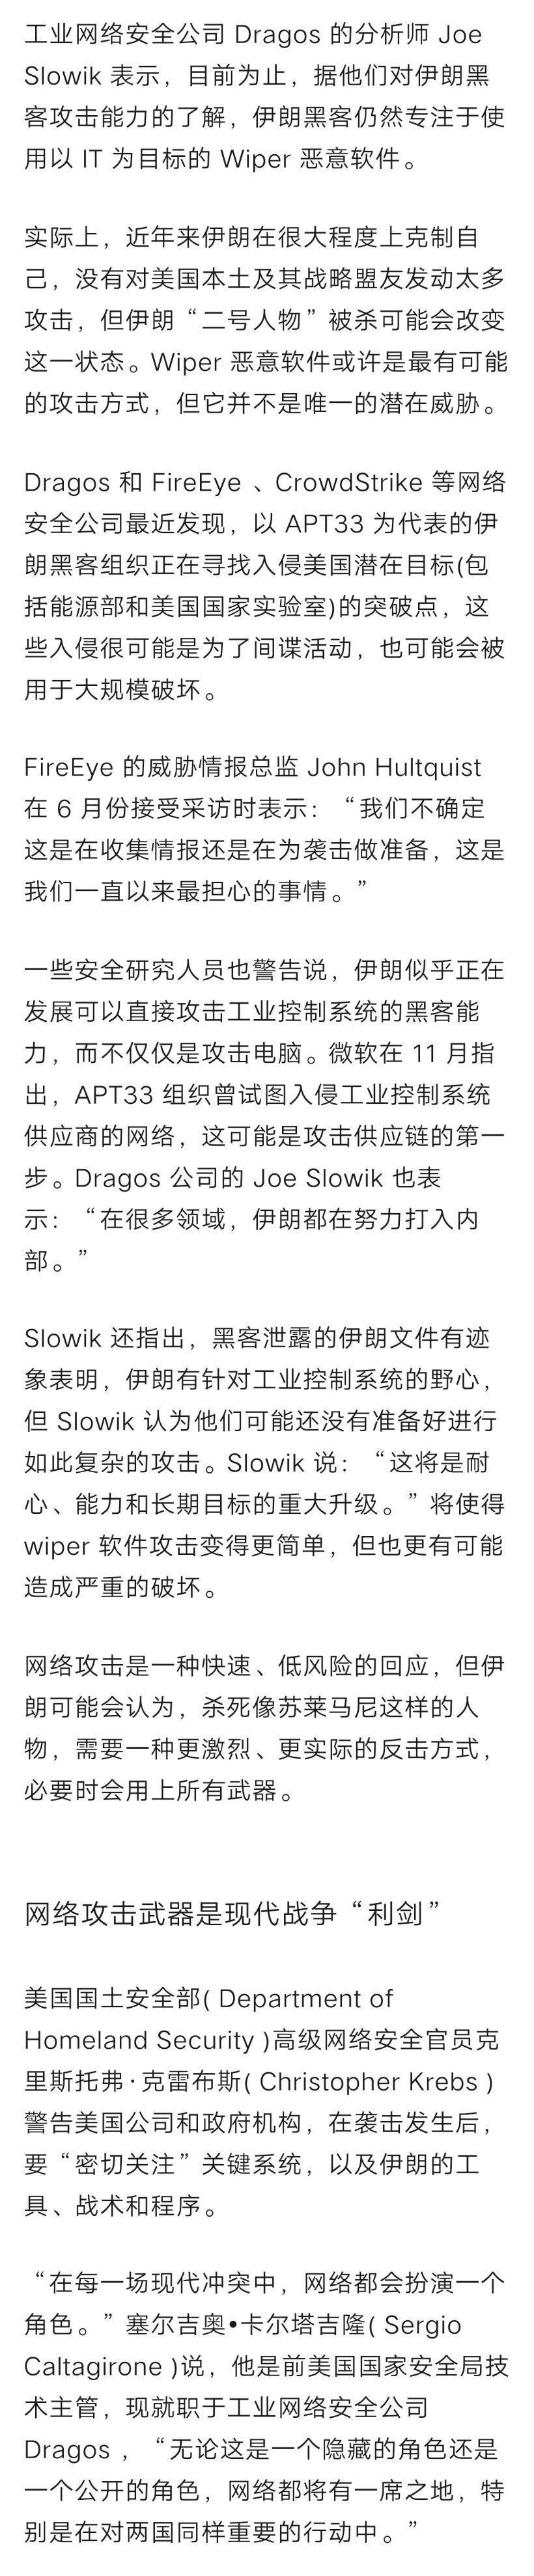 工业网络安全公司 Dragos 的分析师 Joe
Slowik 表示，目前为止，据他们对伊朗黑
客攻击能力的了解，伊朗黑客仍然专注于使
用以 IT 为目标的 Wiper 恶意软件。
实际上，近年来伊朗在很大程度上克制自
己，没有对美国本土及其战略盟友发动太多
攻击，但伊朗“二号人物”被杀可能会改变
这一状态。Wiper 恶意软件或许是最有可能
的攻击方式，但它并不是唯一的潜在威胁。
Dragos 和 FireEye 、CrowdStrike 等网络
安全公司最近发现，以 APT33 为代表的伊
朗黑客组织正在寻找入侵美国潜在目标(包
括能源部和美国国家实验室)的突破点，这
些入侵很可能是为了间谍活动，也可能会被
用于大规模破坏。
FireEye 的威胁情报总监 John Hultquist
在 6 月份接受采访时表示：“我们不确定
这是在收集情报还是在为袭击做准备，这是
我们一直以来最担心的事情。”
一些安全研究人员也警告说，伊朗似乎正在
发展可以直接攻击工业控制系统的黑客能
力，而不仅仅是攻击电脑。微软在 11 月指
出，APT33 组织曾试图入侵工业控制系统
供应商的网络，这可能是攻击供应链的第一
步。Dragos 公司的 Joe Slowik 也表
示：“在很多领域，伊朗都在努力打入内
部。”
Slowik 还指出，黑客泄露的伊朗文件有迹
象表明，伊朗有针对工业控制系统的野心，
但 Slowik 认为他们可能还没有准备好进行
如此复杂的攻击。Slowik 说：“这将是耐
心、能力和长期目标的重大升级。”将使得
wiper 软件攻击变得更简单，但也更有可能
造成严重的破坏。
网络攻击是一种快速、低风险的回应，但伊
朗可能会认为，杀死像苏莱马尼这样的人
物，需要一种更激烈、更实际的反击方式，
必要时会用上所有武器。
网络攻击武器是现代战争“利剑”
美国国土安全部( Department of
Homeland Security )高级网络安全官员克
里斯托弗·克雷布斯( Christopher Krebs )
警告美国公司和政府机构，在袭击发生后，
要“密切关注”关键系统，以及伊朗的工
具、战术和程序。
“在每一场现代冲突中，网络都会扮演一个
角色。”塞尔吉奥•卡尔塔吉隆( Sergio
Caltagirone )说，他是前美国国家安全局技
术主管，现就职于工业网络安全公司
Dragos ，“无论这是一个隐藏的角色还是
一个公开的角色，网络都将有一席之地，特
别是在对两国同样重要的行动中。”